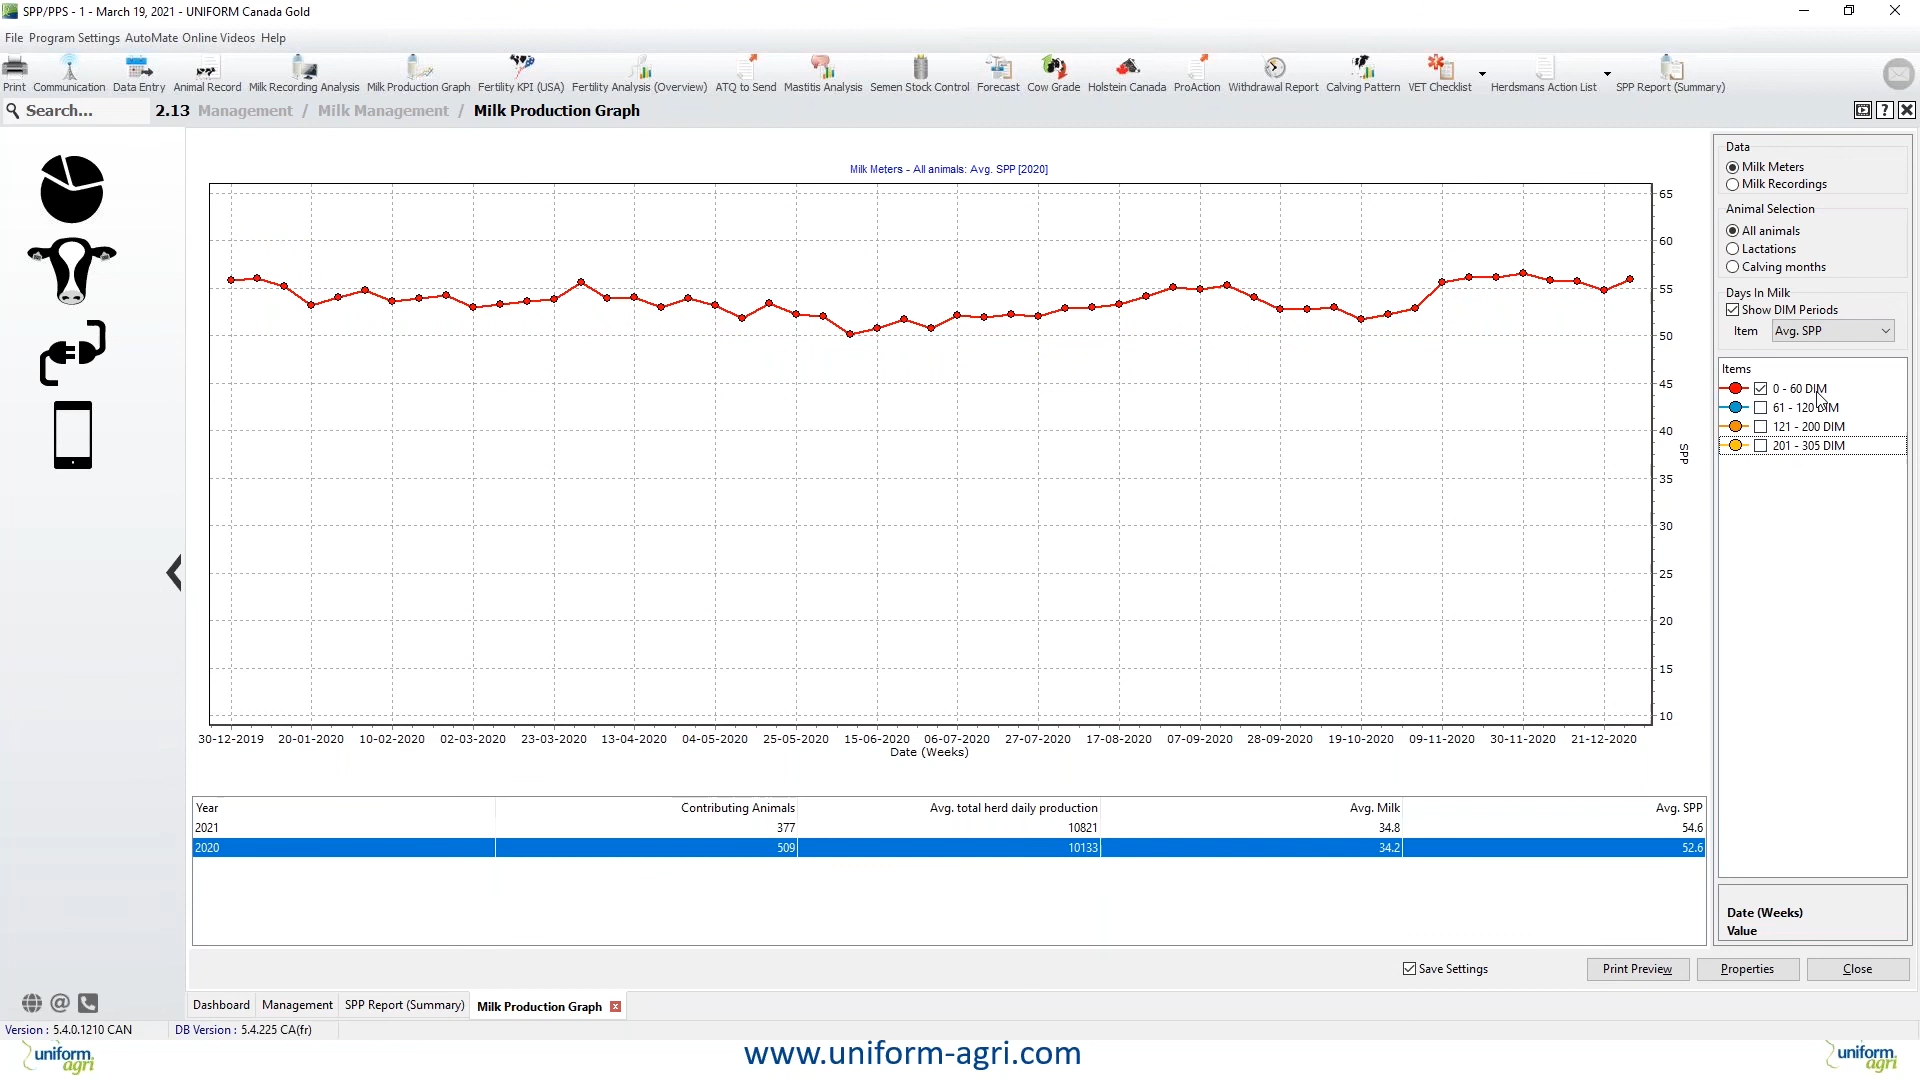 SPP/PPS - 1 - March 19, 2021 - UNIFORM Canada Gold
File Program Settings AutoMate Online Videos Help
Print Communication Data Entry Animal Record Milk Recording Analysis Milk Production Graph Fertility KPI (USA) Fertility Analysis (Overview) ATQ to Send Mastitis Analysis Semen Stock Control Forecast Cow Grade Holstein Canada ProAction Withdrawal Report Calving Pattern VET Checklist Herdsmans Action List SPP Report (Summary)
Search... 2.13 Management / Milk Management / Milk Production Graph ?
Data
Milk Meters
Milk Recordings
Animal Selection
All animals
Lactations
Calving months
Days In Milk
Show DIM Periods
Item Avg. SPP
Items
0 - 60 DIM
61 - 120 DIM
121 - 200 DIM
201 - 305 DIM
Date (Weeks)
Value
Milk Meters - All animals: Avg. SPP [2020]
65
60
55
50
45
40
35
30
25
20
15
10
SPP
30-12-2019 20-01-2020 10-02-2020 02-03-2020 23-03-2020 13-04-2020 04-05-2020 25-05-2020 15-06-2020 06-07-2020 27-07-2020 17-08-2020 07-09-2020 28-09-2020 19-10-2020 09-11-2020 30-11-2020 21-12-2020
Date (Weeks)
Year Contributing Animals Avg. total herd daily production Avg. Milk Avg. SPP
2021 377 10821 34.8 54.6
2020 509 10133 34.2 52.6
Save Settings Print Preview Properties Close
Dashboard Management SPP Report (Summary) Milk Production Graph
Version : 5.4.0.1210 CAN DB Version : 5.4.225 CA(fr)
uniform agri
www.uniform-agri.com
uniform agri